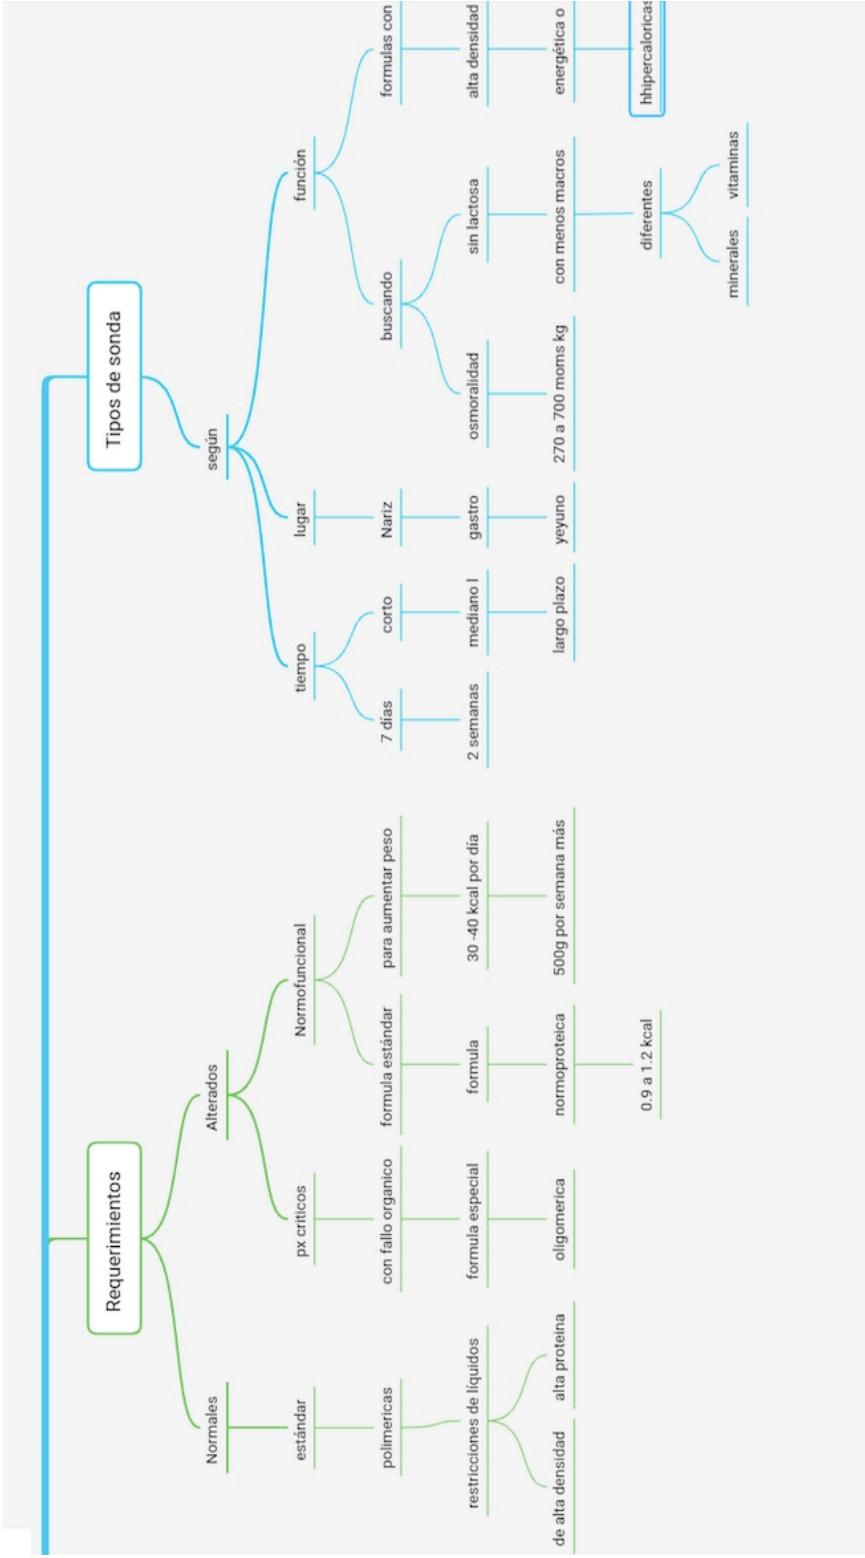 Requerimientos
Normales
estándar
polimericas
restricciones de líquidos
de alta densidad
alta proteina
Alterados
px criticos
con fallo organico
formula especial
oligomerica
Normofuncional
formula estándar
formula
normoproteica
0.9 a 1.2 kcal
para aumentar peso
30 -40 kcal por día
500g por semana más
Tipos de sonda
según
tiempo
7 días
2 semanas
corto
mediano l
largo plazo
lugar
Nariz
gastro
yeyuno
función
buscando
osmoralidad
270 a 700 moms kg
sin lactosa
con menos macros
diferentes
minerales
vitaminas
formulas con
alta densidad
energética o
hhipercaloricas